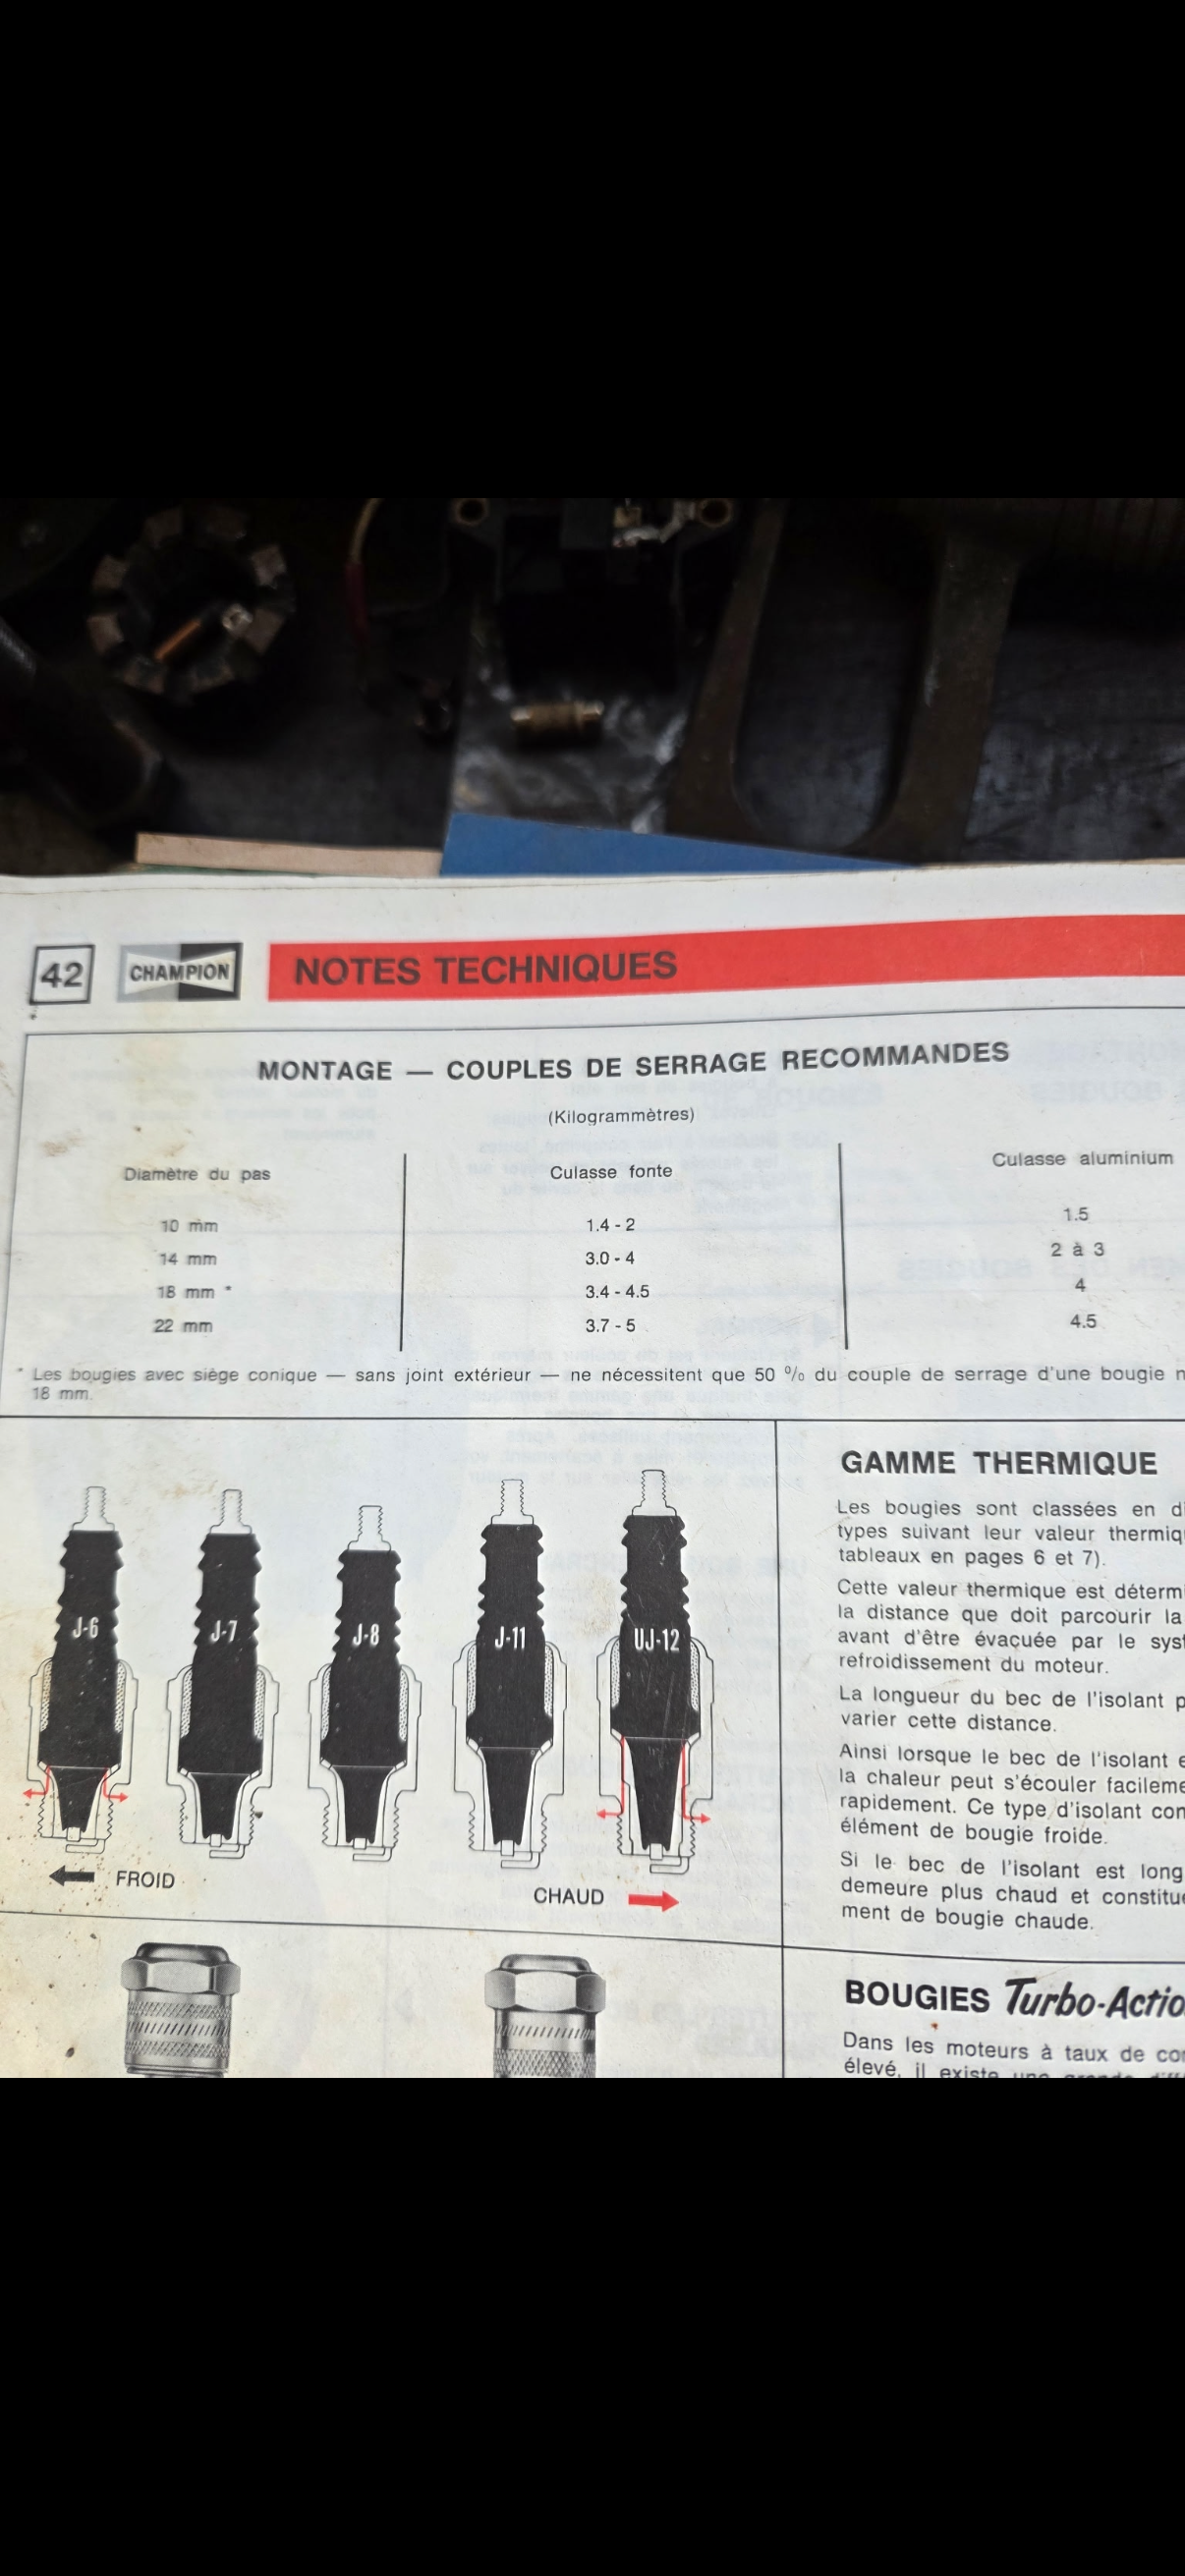 42 CHAMPION NOTES TECHNIQUES
MONTAGE — COUPLES DE SERRAGE RECOMMANDES
(Kilogrammètres)
Diamètre du pas Culasse fonte Culasse aluminium
10 mm 1.4 - 2 1.5
14 mm 3.0 - 4 2 à 3
18 mm * 3.4 - 4.5 4
22 mm 3.7 - 5 4.5
* Les bougies avec siège conique — sans joint extérieur — ne nécessitent que 50 % du couple de serrage d'une bougie
18 mm.
J-6 J-7 J-8 J-11 UJ-12
FROID
CHAUD
GAMME THERMIQUE
Les bougies sont classées en
types suivant leur valeur
tableaux en pages 6 et 7).
Cette valeur thermique est
la distance que doit parcourir la
avant d'être évacuée par le
refroidissement du moteur.
La longueur du bec de l'isolant
varier cette distance.
Ainsi lorsque le bec de l'isolant
la chaleur peut s'écouler
rapidement. Ce type d'isolant
élément de bougie froide.
Si le bec de l'isolant est long
demeure plus chaud et
ment de bougie chaude.
BOUGIES Turbo-Actio
Dans les moteurs à taux de
élevé, il existe une grande